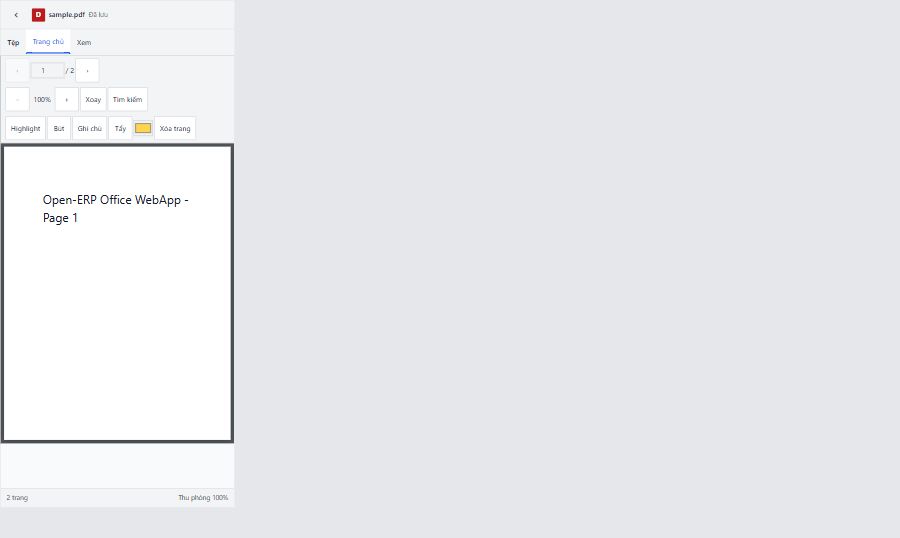 ‹ D sample.pdf Đã lưu
Tệp Trang chủ Xem
‹ 1 / 2 ›
- 100% + Xoay Tìm kiếm
Highlight Bút Ghi chú Tẩy Xóa trang
Open-ERP Office WebApp -
Page 1
2 trang Thu phóng 100%